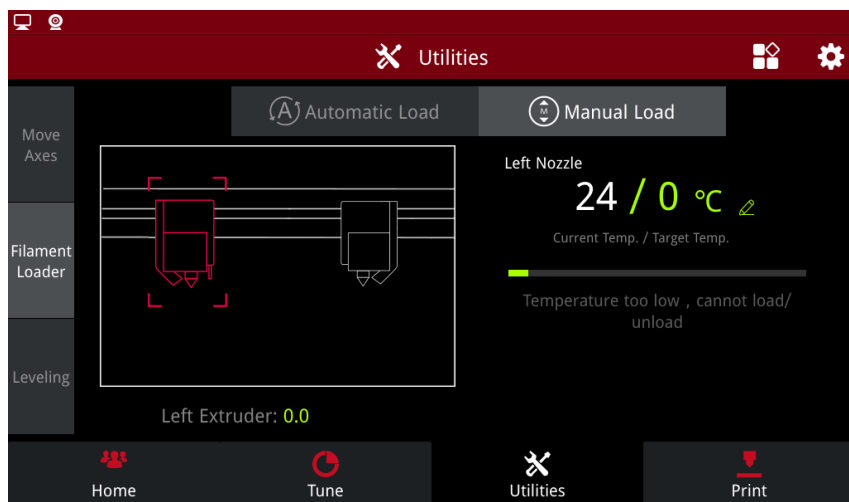 Utilities
Automatic Load
Manual Load
Move
Axes
Filament
Loader
Leveling
Left Nozzle
24 / 0 °C
Current Temp. / Target Temp.
Temperature too low , cannot load/
unload
Left Extruder: 0.0
Home
Tune
Utilities
Print